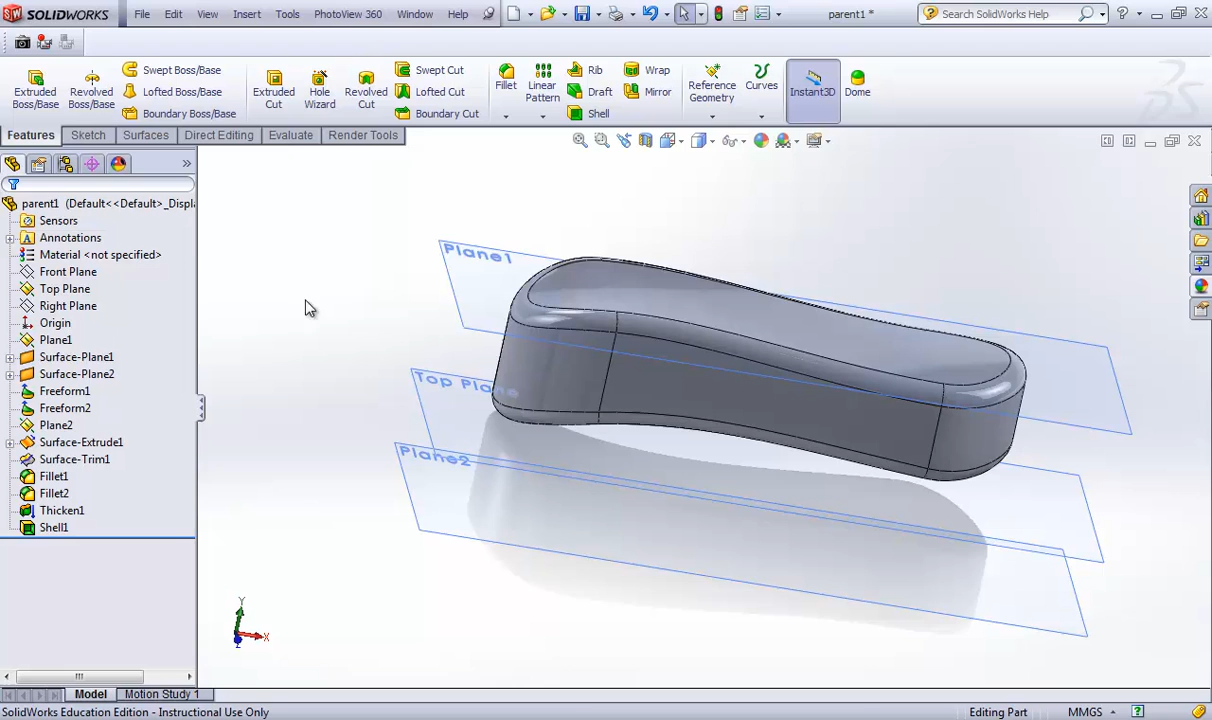 SOLIDWORKS File Edit View Insert Tools PhotoView 360 Window Help parent1 * Search SolidWorks Help
Extruded Boss/Base
Revolved Boss/Base
Swept Boss/Base
Lofted Boss/Base
Boundary Boss/Base
Extruded Cut
Hole Wizard
Revolved Cut
Swept Cut
Lofted Cut
Boundary Cut
Fillet
Linear Pattern
Rib
Draft
Shell
Wrap
Mirror
Reference Geometry
Curves
Instant3D
Dome
Features Sketch Surfaces Direct Editing Evaluate Render Tools
parent1 (Default<<Default>_Displa
Sensors
Annotations
Material <not specified>
Front Plane
Top Plane
Right Plane
Origin
Plane1
Surface-Plane1
Surface-Plane2
Freeform1
Freeform2
Plane2
Surface-Extrude1
Surface-Trim1
Fillet1
Fillet2
Thicken1
Shell1
Plane1
Top Plane
Plane2
Y
X
Z
Model Motion Study 1
SolidWorks Education Edition - Instructional Use Only Editing Part MMGS